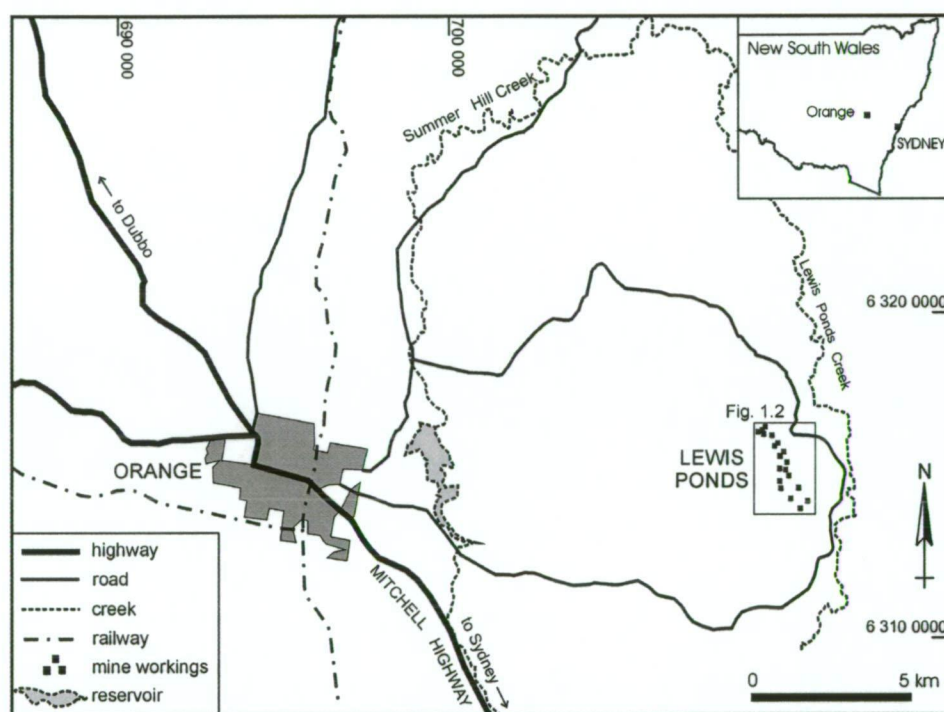 690 000
700 000
New South Wales
Orange
SYDNEY
Summer Hill Creek
← to Dubbo
Lewis Ponds Creek
6 320 0000
Fig. 1.2
ORANGE
LEWIS
PONDS
N
highway
road
creek
railway
mine workings
reservoir
MITCHELL HIGHWAY
to Sydney →
6 310 0000
0
5 km